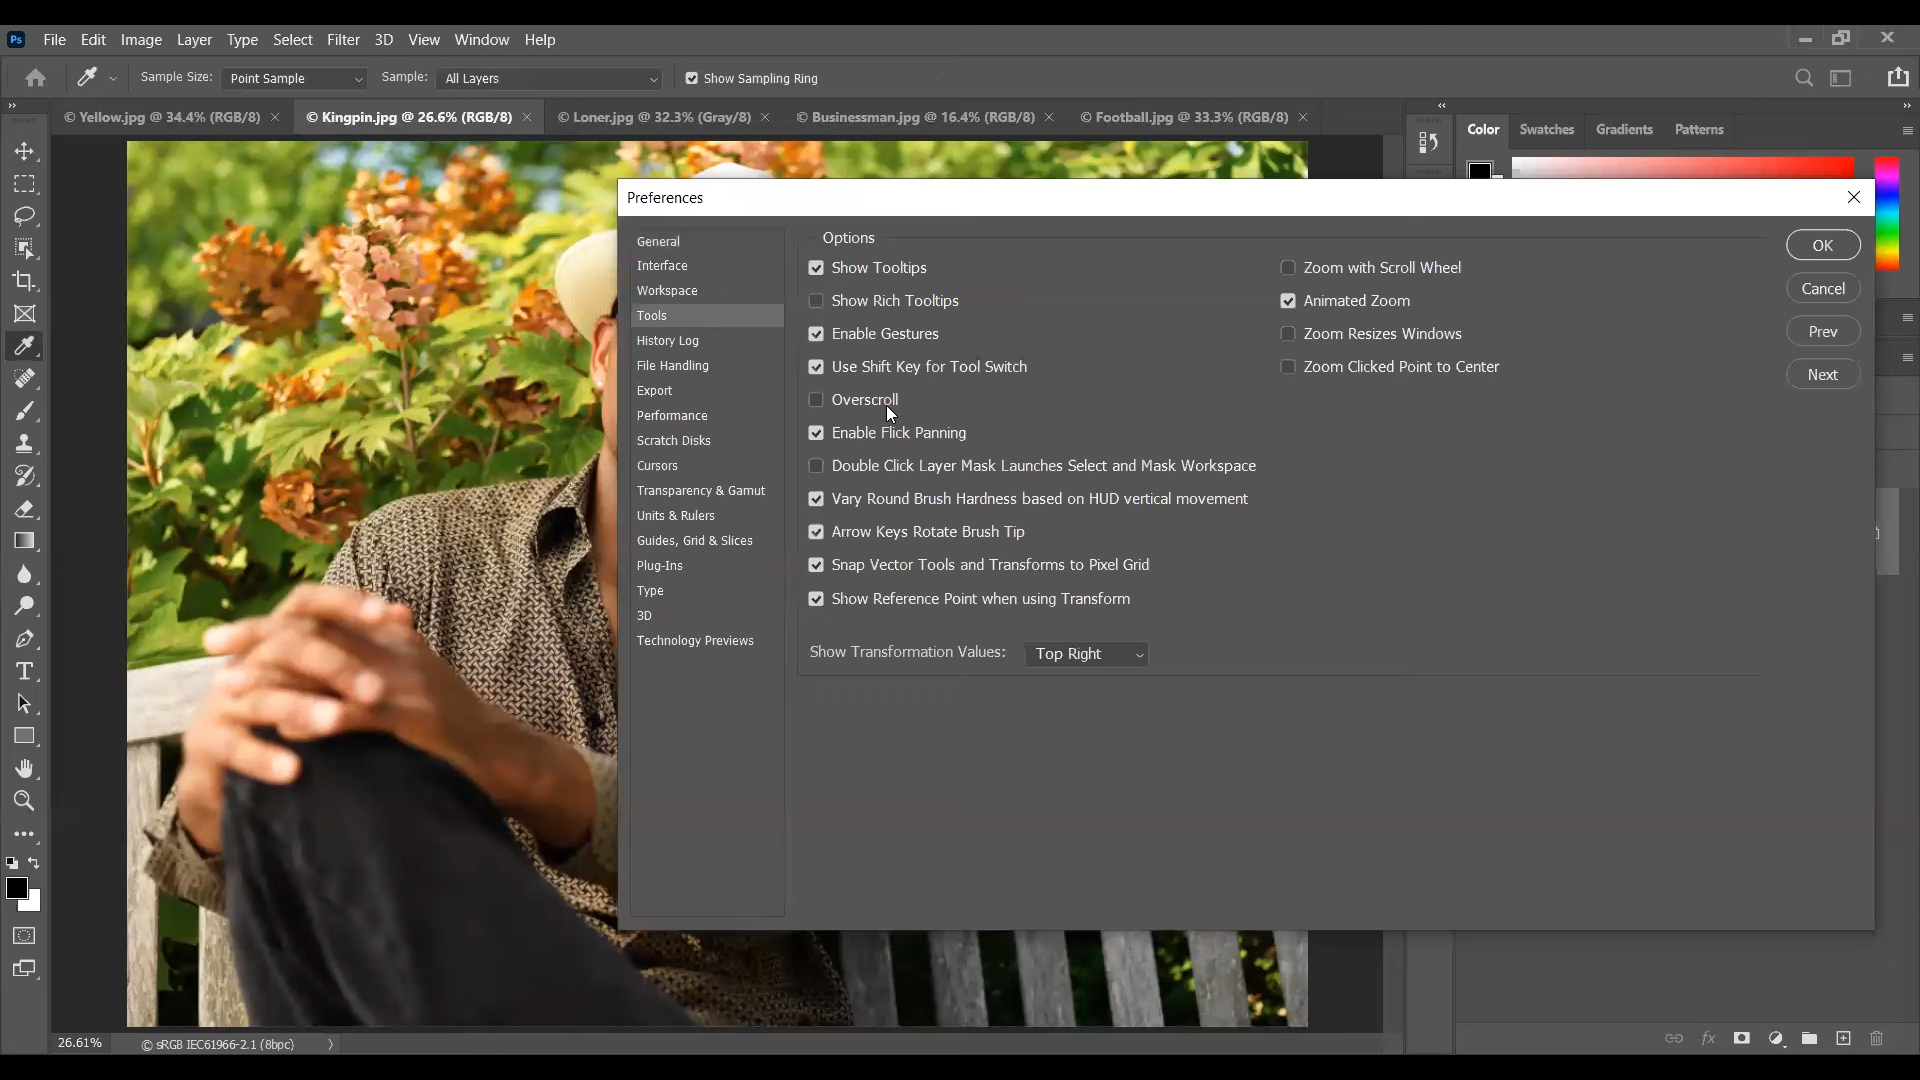 Ps File Edit Image Layer Type Select Filter 3D View Window Help
Sample Size: Point Sample Sample: All Layers Show Sampling Ring
© Yellow.jpg @ 34.4% (RGB/8) © Kingpin.jpg @ 26.6% (RGB/8) © Loner.jpg @ 32.3% (Gray/8) © Businessman.jpg @ 16.4% (RGB/8) © Football.jpg @ 33.3% (RGB/8)
Color Swatches Gradients Patterns
Preferences
General
Interface
Workspace
Tools
History Log
File Handling
Export
Performance
Scratch Disks
Cursors
Transparency & Gamut
Units & Rulers
Guides, Grid & Slices
Plug-Ins
Type
3D
Technology Previews
Options
Show Tooltips
Show Rich Tooltips
Enable Gestures
Use Shift Key for Tool Switch
Overscroll
Enable Flick Panning
Double Click Layer Mask Launches Select and Mask Workspace
Vary Round Brush Hardness based on HUD vertical movement
Arrow Keys Rotate Brush Tip
Snap Vector Tools and Transforms to Pixel Grid
Show Reference Point when using Transform
Show Transformation Values: Top Right
Zoom with Scroll Wheel
Animated Zoom
Zoom Resizes Windows
Zoom Clicked Point to Center
OK
Cancel
Prev
Next
26.61% © sRGB IEC61966-2.1 (8bpc)
fx